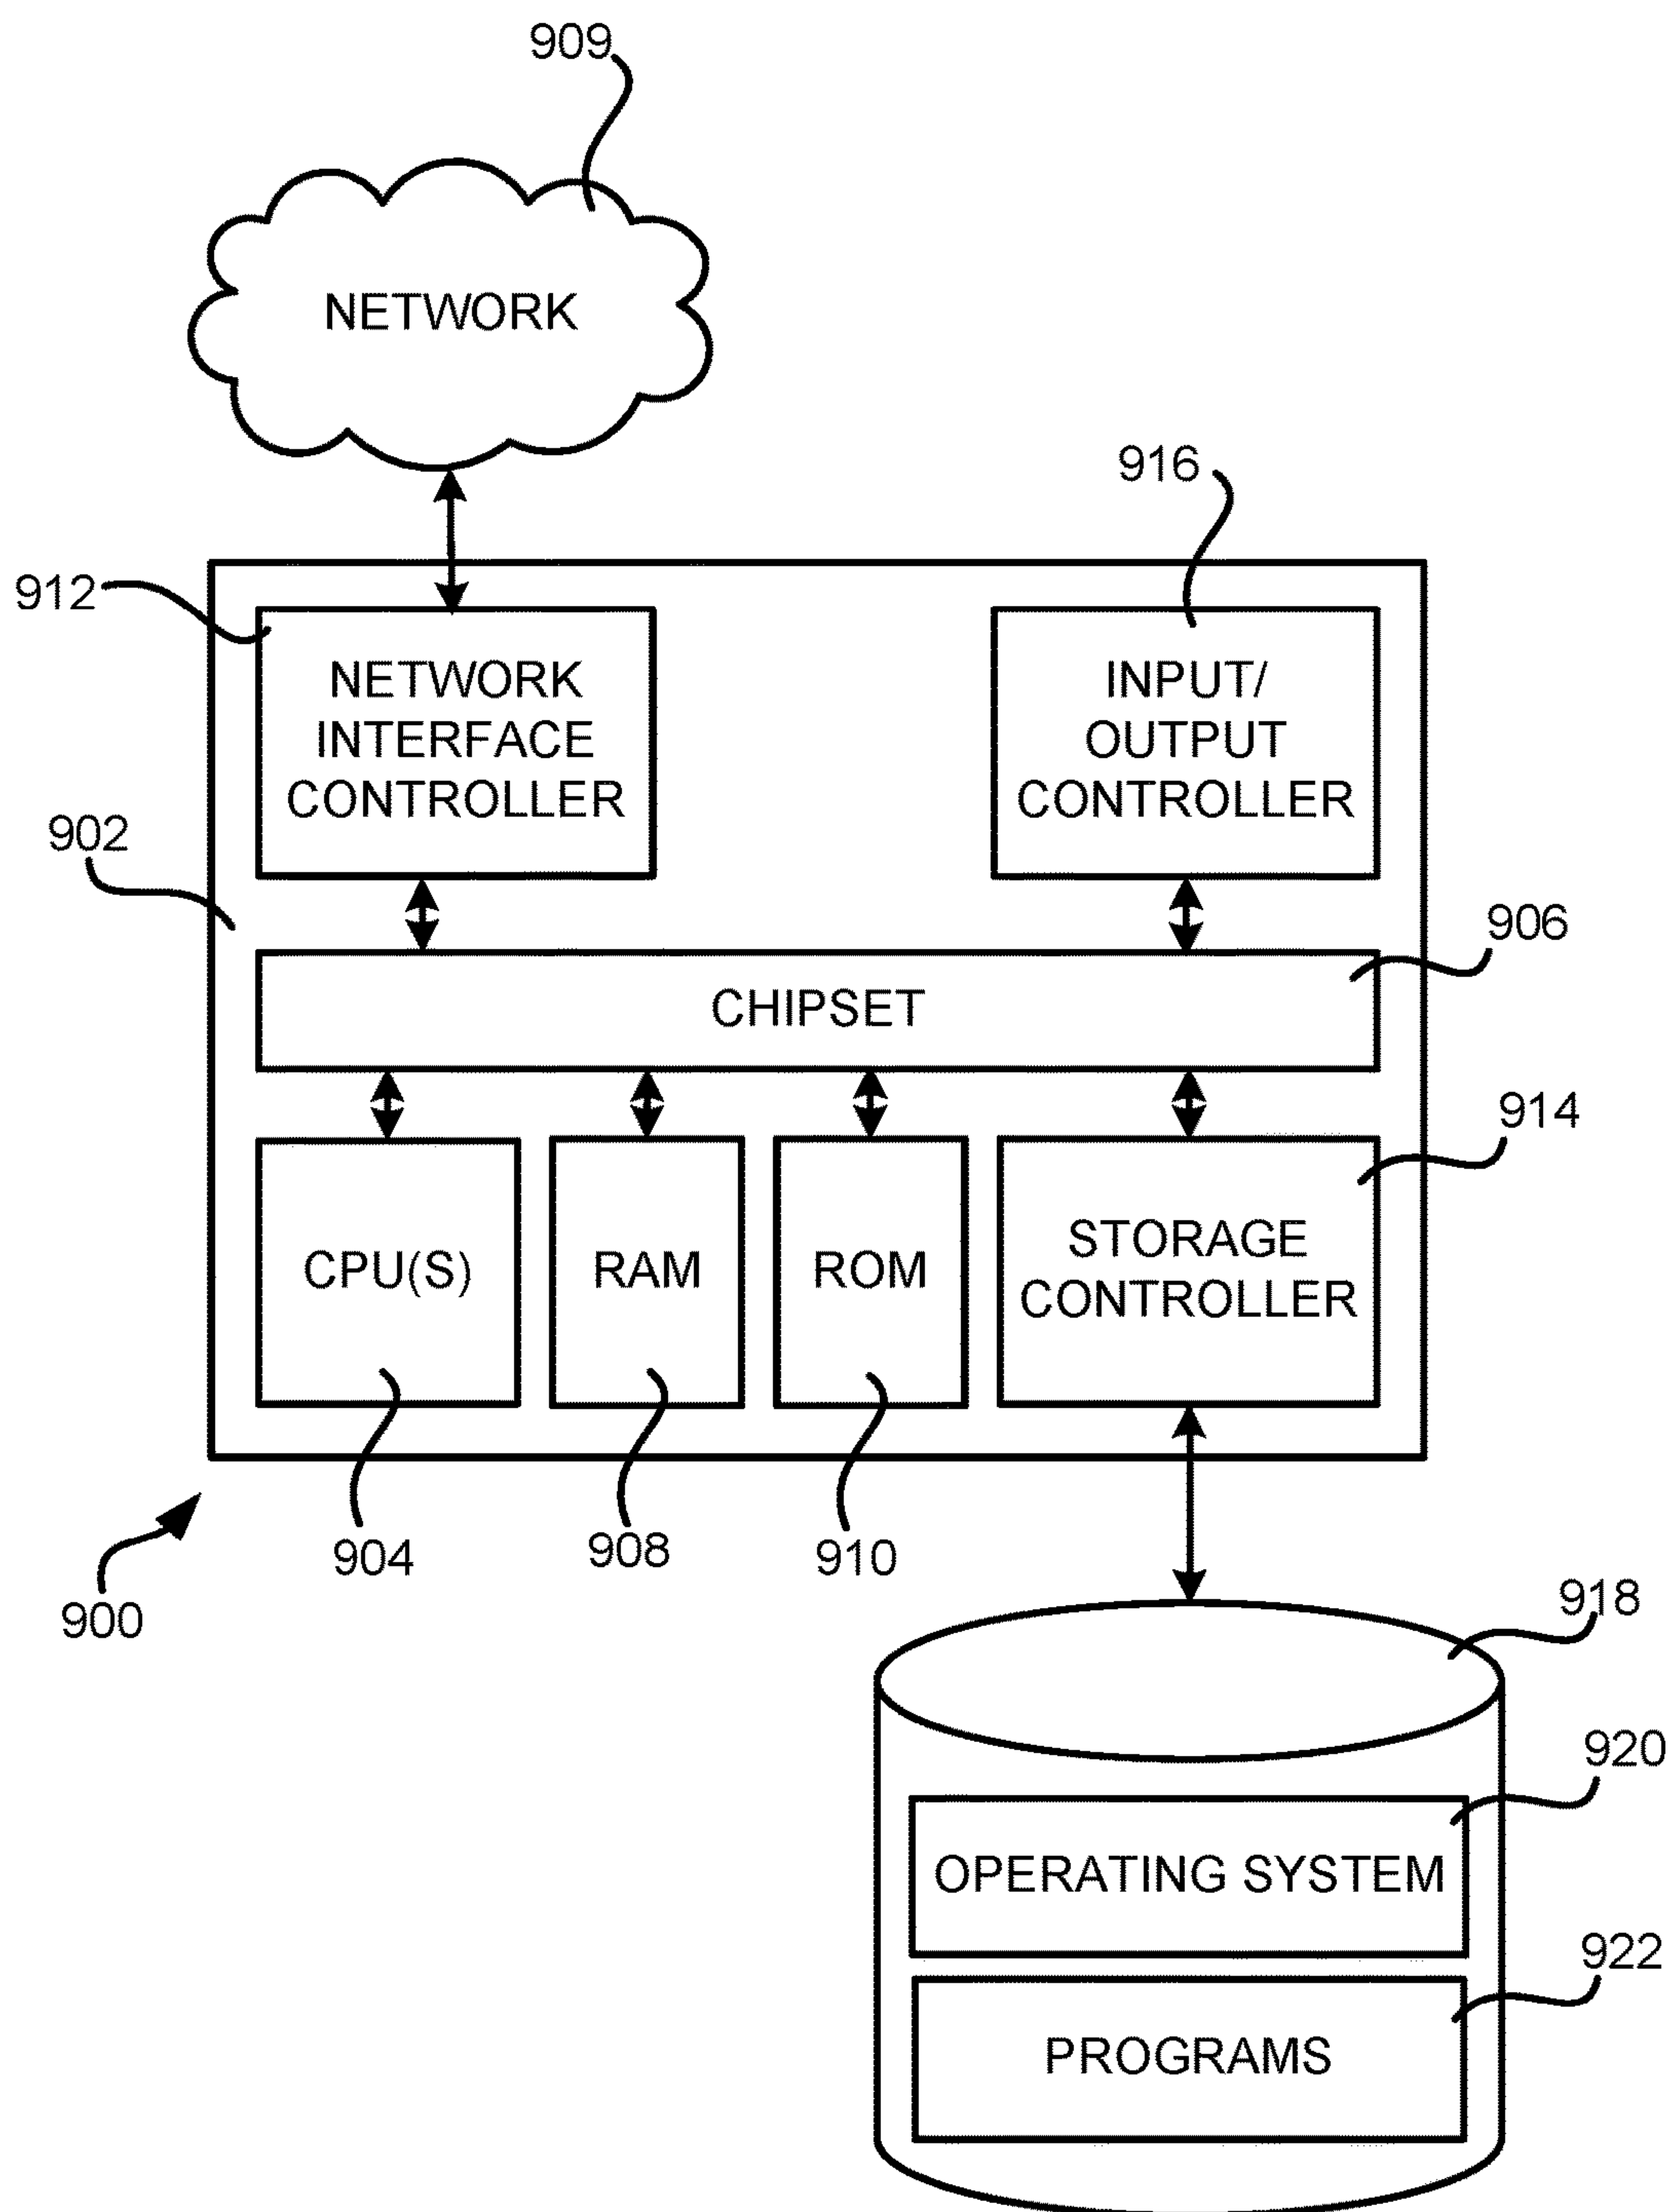 909
NETWORK
916
912
NETWORK
INTERFACE
CONTROLLER
INPUT/
OUTPUT
CONTROLLER
902
906
CHIPSET
914
CPU(S)
RAM
ROM
STORAGE
CONTROLLER
904
908
910
900
918
920
OPERATING SYSTEM
922
PROGRAMS